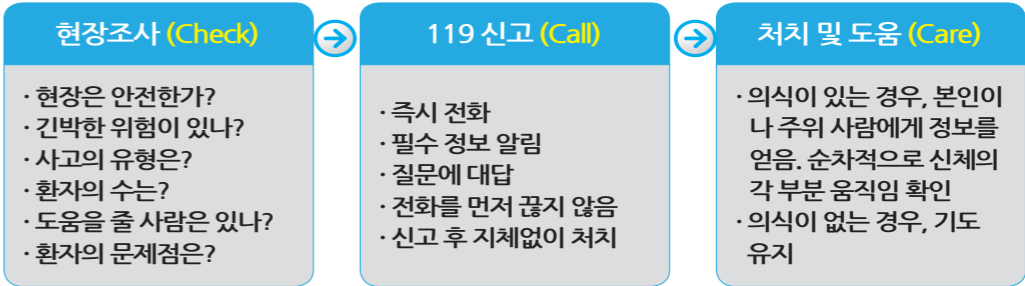 현장조사 (Check)
· 현장은 안전한가?
· 긴박한 위험이 있나?
· 사고의 유형은?
· 환자의 수는?
· 도움을 줄 사람은 있나?
· 환자의 문제점은?
119 신고 (Call)
· 즉시 전화
· 필수 정보 알림
· 질문에 대답
· 전화를 먼저 끊지 않음
· 신고 후 지체없이 처치
처치 및 도움 (Care)
· 의식이 있는 경우, 본인이
나 주위 사람에게 정보를
얻음. 순차적으로 신체의
각 부분 움직임 확인
· 의식이 없는 경우, 기도
유지